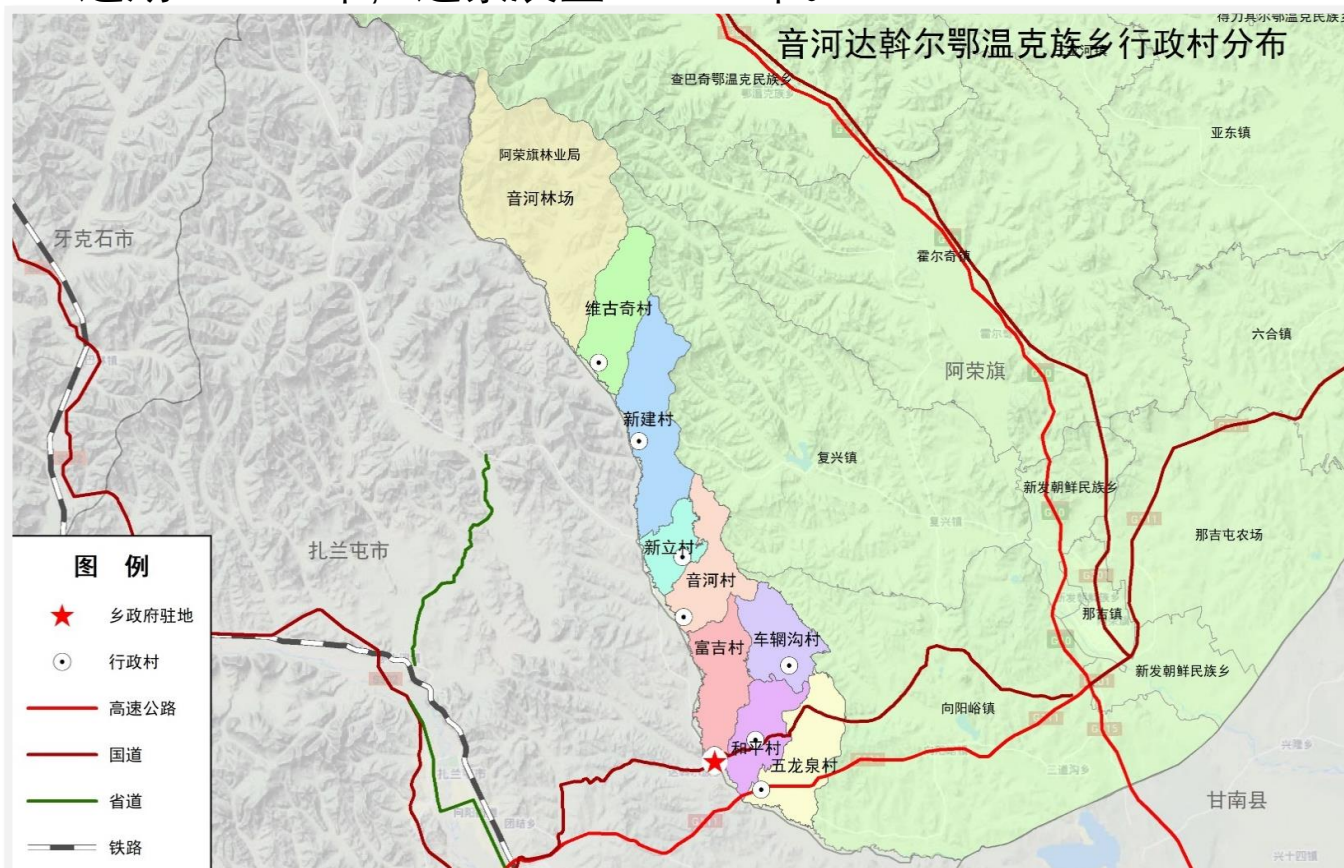 音河达斡尔鄂温克族乡行政村分布
查巴奇鄂温克民族乡
亚东镇
阿荣旗林业局
音河林场
牙克石市
霍尔奇镇
维古奇村
六合镇
阿荣旗
新建村
复兴镇
新发朝鲜民族乡
那吉屯农场
扎兰屯市
新立村
音河村
那吉镇
富吉村
车辋沟村
新发朝鲜民族乡
向阳峪镇
和平村
五龙泉村
甘南县
兴十四镇
图 例
乡政府驻地
行政村
高速公路
国道
省道
铁路